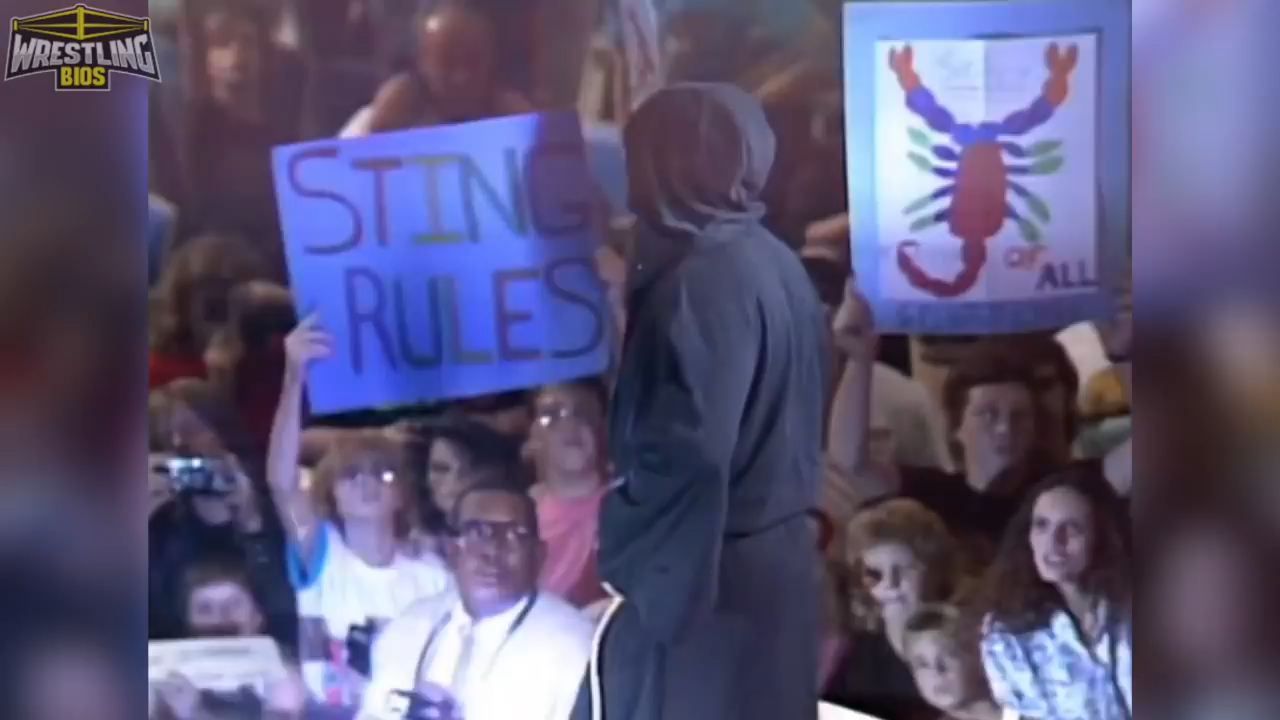 WRESTLING
BIOS
STING
RULES
OF
ALL